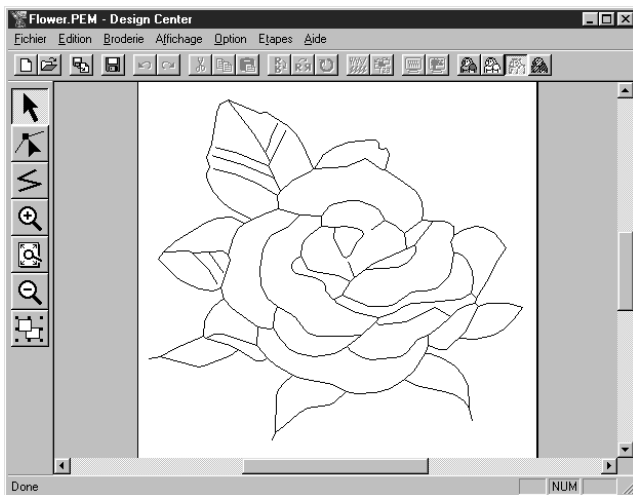 Flower.PEM - Design Center
Fichier Edition Broderie Affichage Option Etapes Aide
Done NUM